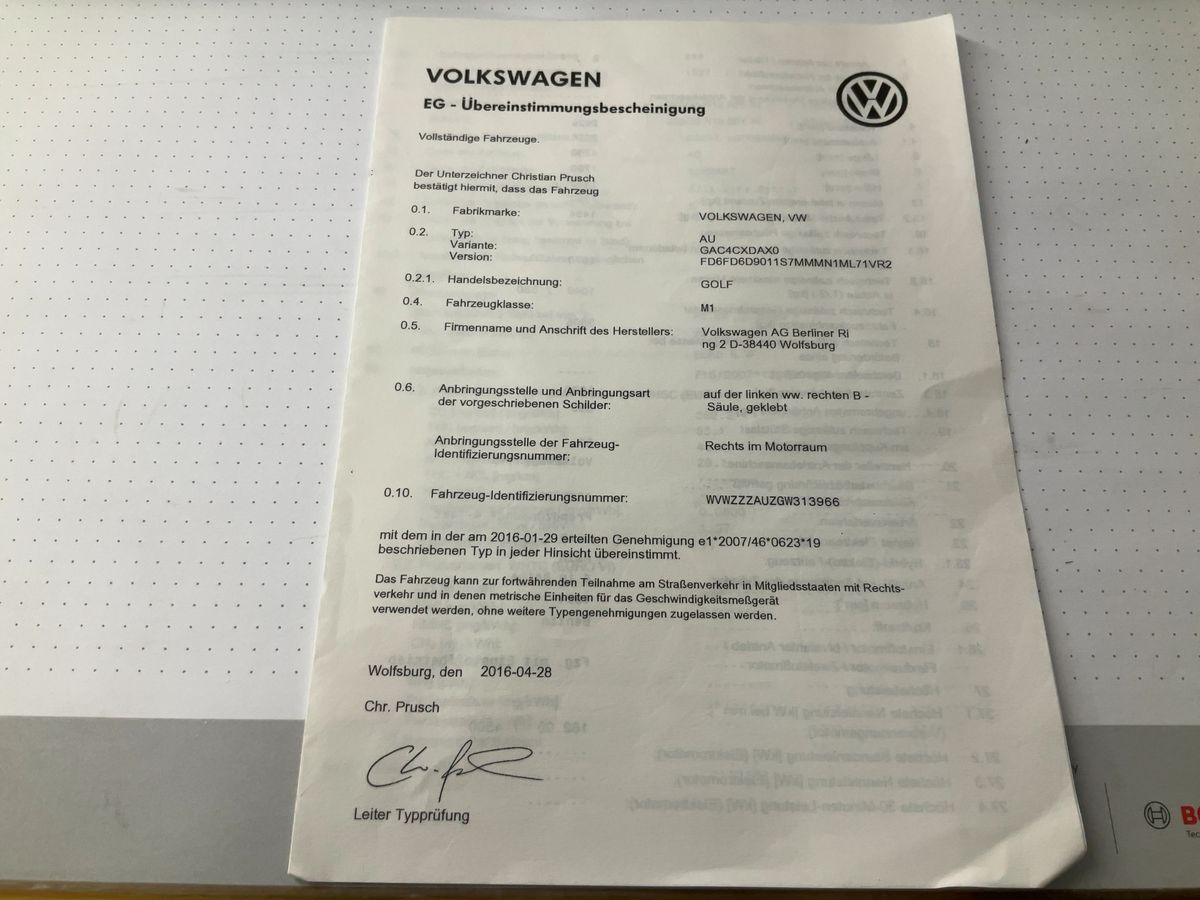 VOLKSWAGEN
EG - Übereinstimmungsbescheinigung
Vollständige Fahrzeuge.
Der Unterzeichner Christian Prusch
bestätigt hiermit, dass das Fahrzeug
0.1. Fabrikmarke: VOLKSWAGEN, VW
0.2. Typ: AU
Variante: GAC4CXDAX0
Version: FD6FD6D9011S7MMMN1ML71VR2
0.2.1. Handelsbezeichnung: GOLF
0.4. Fahrzeugklasse: M1
0.5. Firmenname und Anschrift des Herstellers: Volkswagen AG Berliner Ri
ng 2 D-38440 Wolfsburg
0.6. Anbringungsstelle und Anbringungsart auf der linken ww. rechten B -
der vorgeschriebenen Schilder: Säule, geklebt
Anbringungsstelle der Fahrzeug- Rechts im Motorraum
Identifizierungsnummer:
0.10. Fahrzeug-Identifizierungsnummer: WVWZZZAUZGW313966
mit dem in der am 2016-01-29 erteilten Genehmigung e1*2007/46*0623*19
beschriebenen Typ in jeder Hinsicht übereinstimmt.
Das Fahrzeug kann zur fortwährenden Teilnahme am Straßenverkehr in Mitgliedsstaaten mit Rechts-
verkehr und in denen metrische Einheiten für das Geschwindigkeitsmeßgerät
verwendet werden, ohne weitere Typengenehmigungen zugelassen werden.
Wolfsburg, den 2016-04-28
Chr. Prusch
Leiter Typprüfung